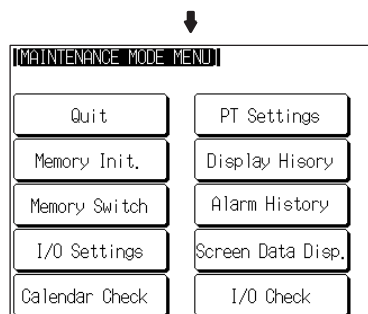 [MAINTENANCE MODE MENU]
Quit
PT Settings
Memory Init.
Display Hisory
Memory Switch
Alarm History
I/O Settings
Screen Data Disp.
Calendar Check
I/O Check